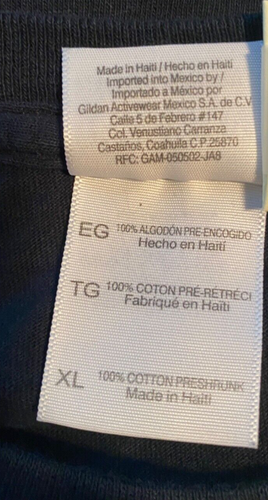 Made in Haiti / Hecho en Haiti
Imported into Mexico by /
Importado a México por
Gildan Activewear Mexico S.A. de C.V
Calle 5 de Febrero #147
Col. Venustiano Carranza
Castaños, Coahuila C.P. 25870
RFC: GAM-050502-JA8
EG 100% ALGODÓN PRE-ENCOGIDO
Hecho en Haití
TG 100% COTON PRÉ-RÉTRÉCI
Fabriqué en Haïti
XL 100% COTTON PRESHRUNK
Made in Haiti